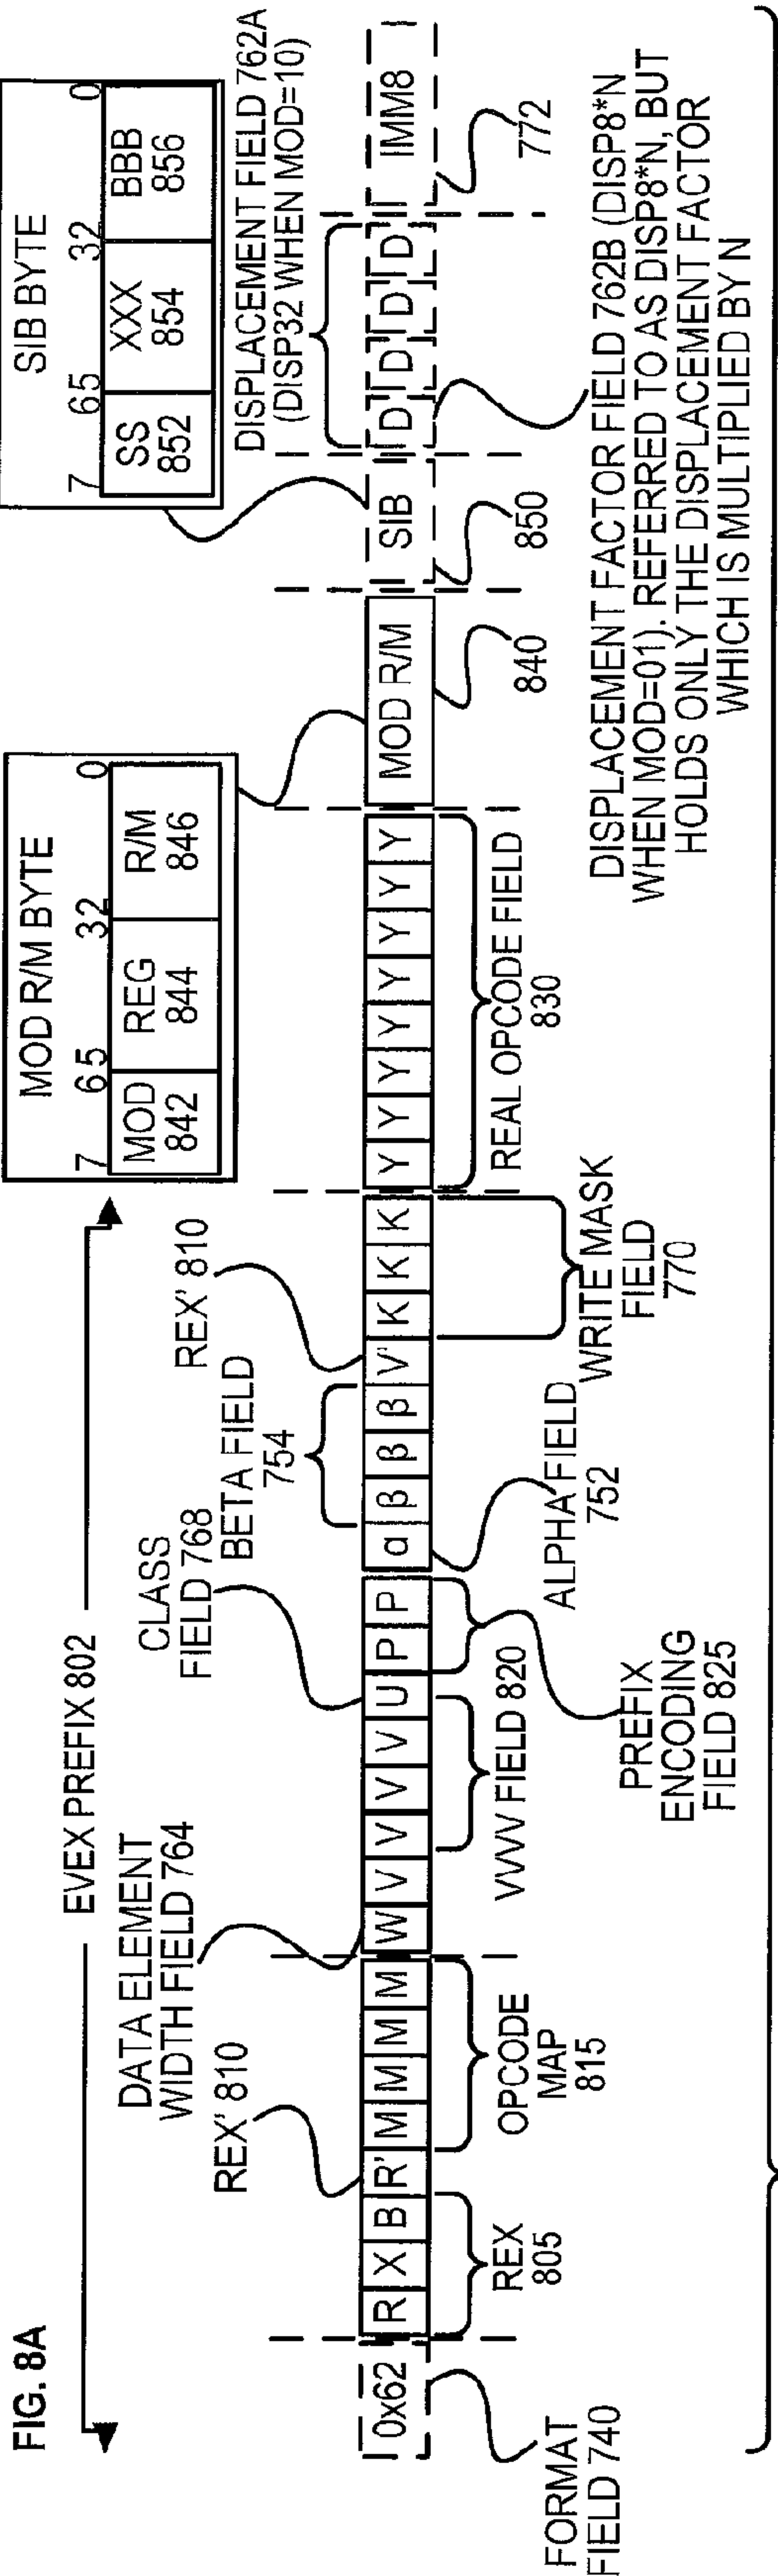 FIG. 8A
EVEX PREFIX 802
MOD R/M BYTE
7 6 5 3 2 0
MOD REG R/M
842 844 846
SIB BYTE
7 6 5 3 2 0
SS XXX BBB
852 854 856
REX' 810
DATA ELEMENT
WIDTH FIELD 764
CLASS
FIELD 768
BETA FIELD
754
REX' 810
DISPLACEMENT FIELD 762A
(DISP32 WHEN MOD=10)
0x62 R X B R' M M M M W V V V V U P P α β β β V' K K K Y Y Y Y Y Y Y Y MOD R/M SIB D D D D IMM8
FORMAT
FIELD 740
REX
805
OPCODE
MAP
815
VVVV FIELD 820
PREFIX
ENCODING
FIELD 825
ALPHA FIELD
752
WRITE MASK
FIELD
770
REAL OPCODE FIELD
830
840
850
772
DISPLACEMENT FACTOR FIELD 762B (DISP8*N
WHEN MOD=01). REFERRED TO AS DISP8*N, BUT
HOLDS ONLY THE DISPLACEMENT FACTOR
WHICH IS MULTIPLIED BY N